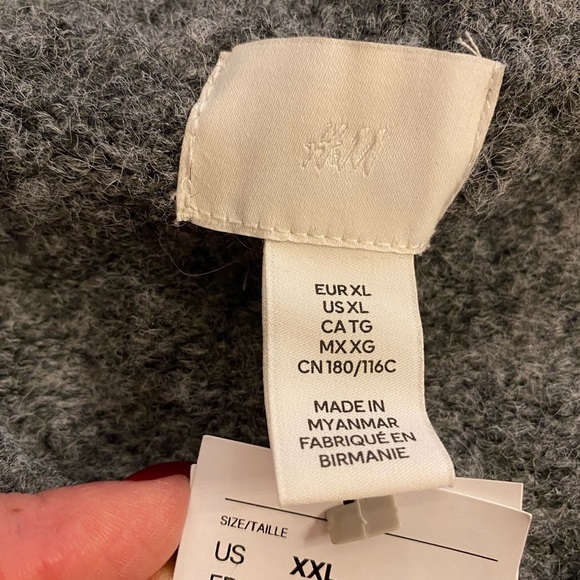 H&M
EUR XL
US XL
CA TG
MX XG
CN 180/116C
MADE IN
MYANMAR
FABRIQUÉ EN
BIRMANIE
SIZE/TAILLE
US XXL